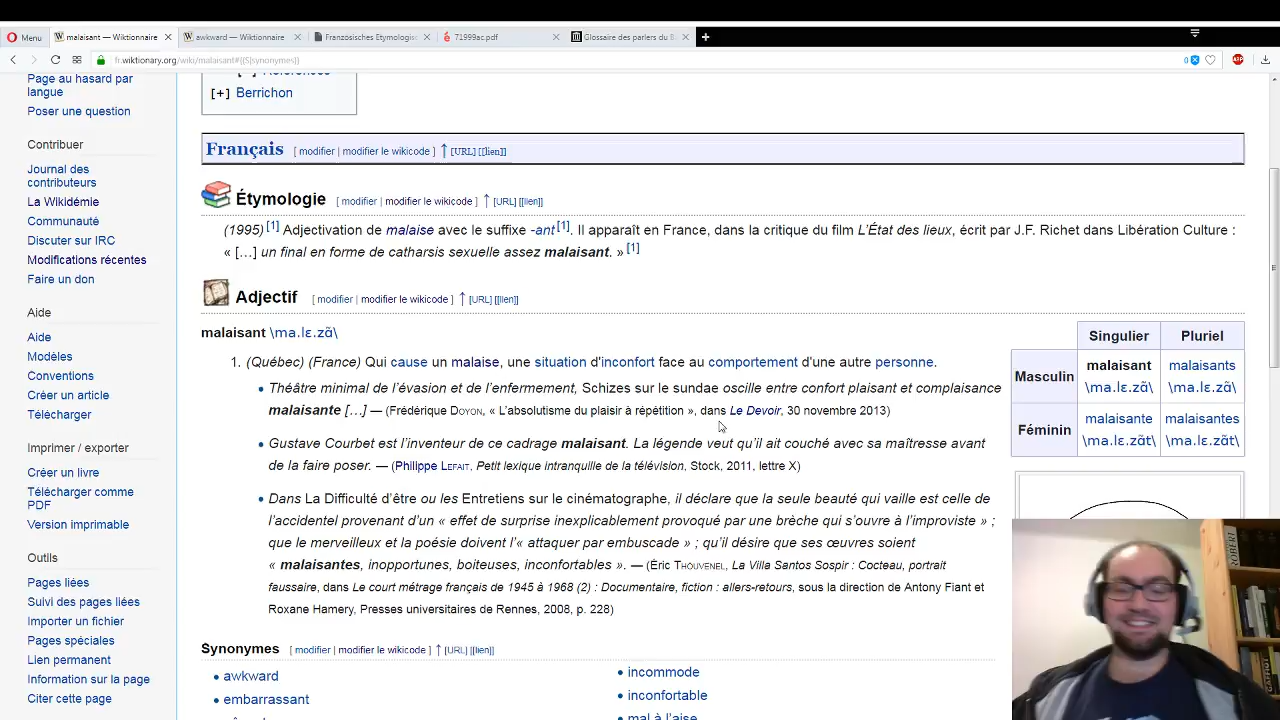 Menu
malaisant — Wiktionnaire
awkward — Wiktionnaire
Französisches Etymologis
71999ac.pdf
Glossaire des parlers du B
fr.wiktionary.org/wiki/malaisant#{{S|synonymes}}
0
ABP
Page au hasard par
langue
Poser une question
Contribuer
Journal des
contributeurs
La Wikidémie
Communauté
Discuter sur IRC
Modifications récentes
Faire un don
Aide
Aide
Modèles
Conventions
Créer un article
Télécharger
Imprimer / exporter
Créer un livre
Télécharger comme
PDF
Version imprimable
Outils
Pages liées
Suivi des pages liées
Importer un fichier
Pages spéciales
Lien permanent
Information sur la page
Citer cette page
[+] Références
[+] Berrichon
Français [ modifier | modifier le wikicode ] ↑ [URL] [[lien]]
Étymologie [ modifier | modifier le wikicode ] ↑ [URL] [[lien]]
(1995) [1] Adjectivation de malaise avec le suffixe -ant[1]. Il apparaît en France, dans la critique du film L’État des lieux, écrit par J.F. Richet dans Libération Culture :
« […] un final en forme de catharsis sexuelle assez malaisant. » [1]
Adjectif [ modifier | modifier le wikicode ] ↑ [URL] [[lien]]
malaisant \ma.lɛ.zɑ̃\
1. (Québec) (France) Qui cause un malaise, une situation d'inconfort face au comportement d'une autre personne.
Théâtre minimal de l’évasion et de l’enfermement, Schizes sur le sundae oscille entre confort plaisant et complaisance
malaisante […] — (Frédérique Doyon, « L’absolutisme du plaisir à répétition », dans Le Devoir, 30 novembre 2013)
Gustave Courbet est l’inventeur de ce cadrage malaisant. La légende veut qu’il ait couché avec sa maîtresse avant
de la faire poser. — (Philippe Lefait, Petit lexique intranquille de la télévision, Stock, 2011, lettre X)
Dans La Difficulté d’être ou les Entretiens sur le cinématographe, il déclare que la seule beauté qui vaille est celle de
l’accidentel provenant d’un « effet de surprise inexplicablement provoqué par une brèche qui s’ouvre à l’improviste » ;
que le merveilleux et la poésie doivent l’« attaquer par embuscade » ; qu’il désire que ses œuvres soient
« malaisantes, inopportunes, boiteuses, inconfortables ». — (Éric Thouvenel, La Villa Santos Sospir : Cocteau, portrait
faussaire, dans Le court métrage français de 1945 à 1968 (2) : Documentaire, fiction : allers-retours, sous la direction de Antony Fiant et
Roxane Hamery, Presses universitaires de Rennes, 2008, p. 228)
Singulier Pluriel
Masculin malaisant malaisants
\ma.lɛ.zɑ̃\ \ma.lɛ.zɑ̃\
Féminin malaisante malaisantes
\ma.lɛ.zɑ̃t\ \ma.lɛ.zɑ̃t\
Synonymes [ modifier | modifier le wikicode ] ↑ [URL] [[lien]]
awkward
embarrassant
incommode
inconfortable
mal à l’aise
GAFFIOT